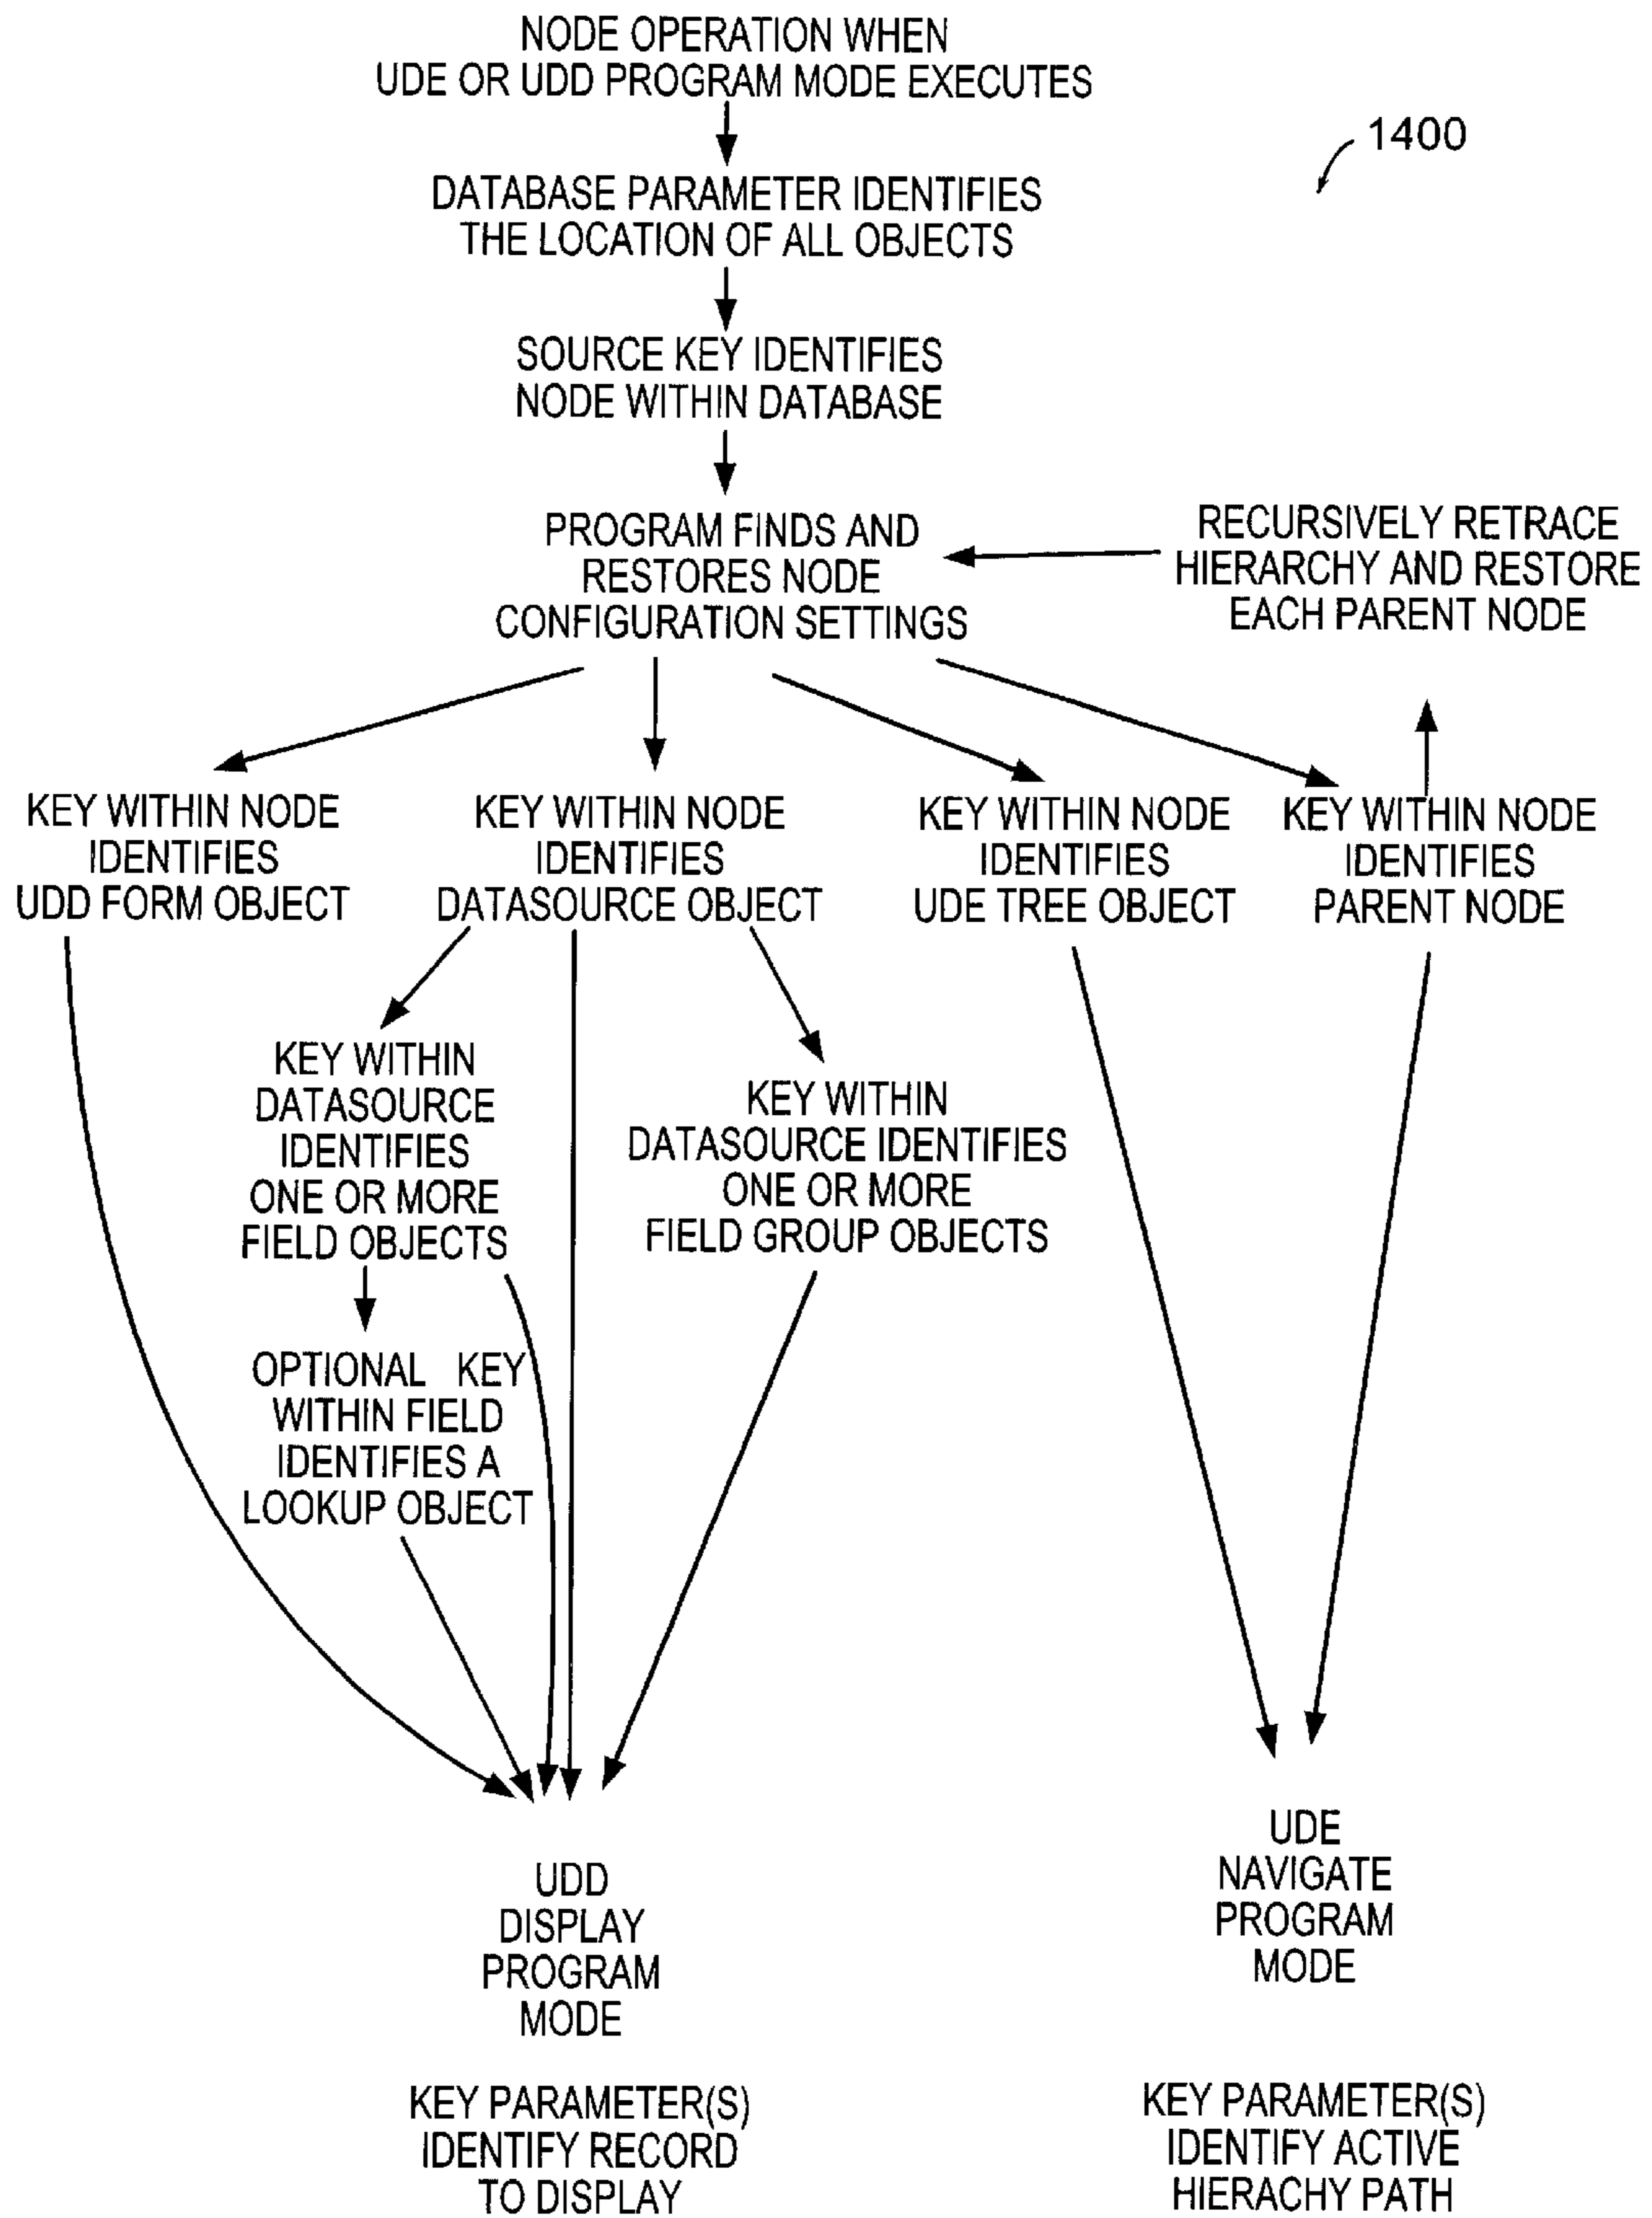 NODE OPERATION WHEN
UDE OR UDD PROGRAM MODE EXECUTES
1400
DATABASE PARAMETER IDENTIFIES
THE LOCATION OF ALL OBJECTS
SOURCE KEY IDENTIFIES
NODE WITHIN DATABASE
PROGRAM FINDS AND
RESTORES NODE
CONFIGURATION SETTINGS
RECURSIVELY RETRACE
HIERARCHY AND RESTORE
EACH PARENT NODE
KEY WITHIN NODE
IDENTIFIES
UDD FORM OBJECT
KEY WITHIN NODE
IDENTIFIES
DATASOURCE OBJECT
KEY WITHIN NODE
IDENTIFIES
UDE TREE OBJECT
KEY WITHIN NODE
IDENTIFIES
PARENT NODE
KEY WITHIN
DATASOURCE
IDENTIFIES
ONE OR MORE
FIELD OBJECTS
KEY WITHIN
DATASOURCE IDENTIFIES
ONE OR MORE
FIELD GROUP OBJECTS
OPTIONAL KEY
WITHIN FIELD
IDENTIFIES A
LOOKUP OBJECT
UDD
DISPLAY
PROGRAM
MODE
KEY PARAMETER(S)
IDENTIFY RECORD
TO DISPLAY
UDE
NAVIGATE
PROGRAM
MODE
KEY PARAMETER(S)
IDENTIFY ACTIVE
HIERACHY PATH